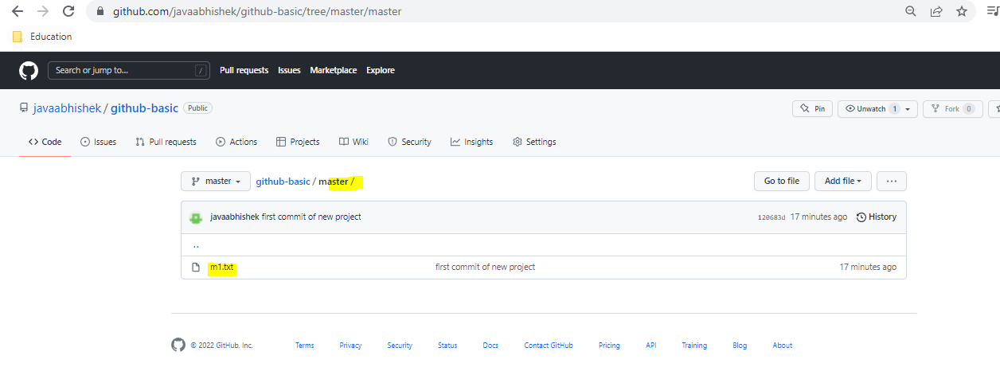 github.com/javaabhishek/github-basic/tree/master/master
Education
Search or jump to... / Pull requests Issues Marketplace Explore
javaabhishek / github-basic Public Pin Unwatch 1 Fork 0
<> Code Issues Pull requests Actions Projects Wiki Security Insights Settings
master github-basic / master / Go to file Add file ...
javaabhishek first commit of new project 120683d 17 minutes ago History
..
m1.txt first commit of new project 17 minutes ago
© 2022 GitHub, Inc. Terms Privacy Security Status Docs Contact GitHub Pricing API Training Blog About